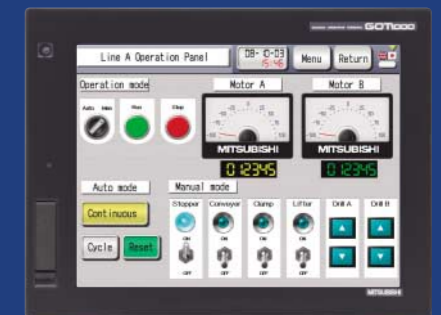 GOT1000
Line A Operation Panel
08-10-03
15:46
Menu
Return
Operation mode
Motor A
Motor B
Auto Man
Run
Stop
MITSUBISHI
MITSUBISHI
012345
012345
Auto mode
Manual mode
Stopper
Conveyor
Clamp
Lifter
Drill A
Drill B
Continuous
ON
ON
ON
ON
Cycle
Reset
OFF
OFF
OFF
OFF
MITSUBISHI